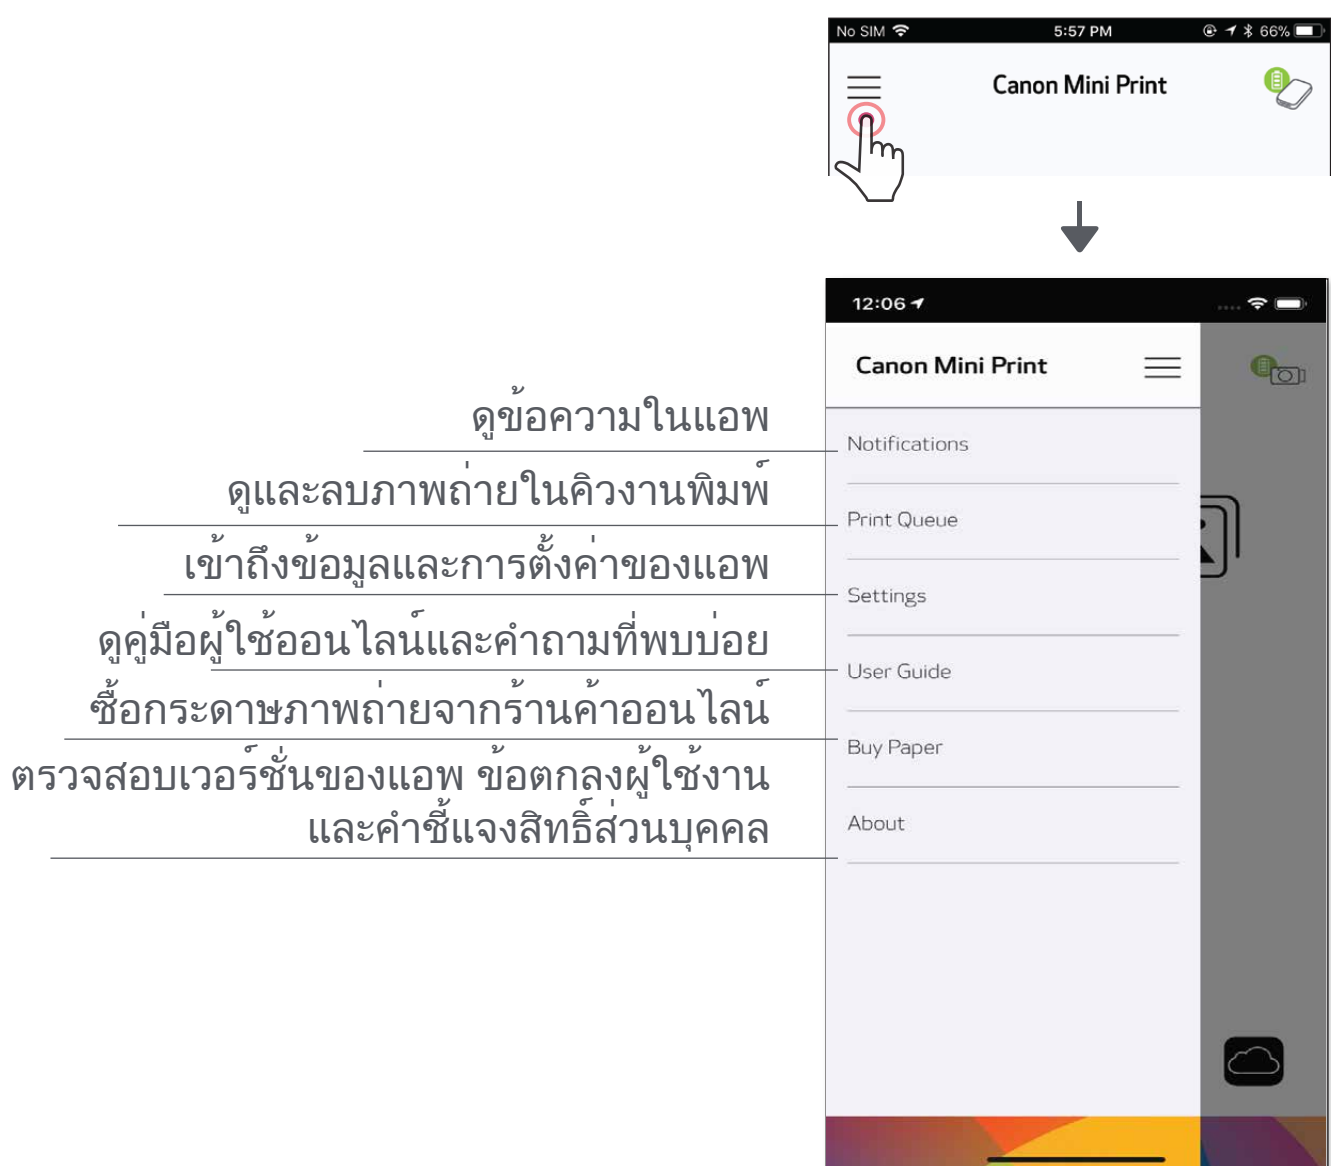 No SIM 5:57 PM 66%
Canon Mini Print
12:06
Canon Mini Print
ดูข้อความในแอพ
Notifications
ดูและลบภาพถ่ายในคิวงานพิมพ์
Print Queue
เข้าถึงข้อมูลและการตั้งค่าของแอพ
Settings
ดูคู่มือผู้ใช้ออนไลน์และคำถามที่พบบ่อย
User Guide
ซื้อกระดาษภาพถ่ายจากร้านค้าออนไลน์
Buy Paper
ตรวจสอบเวอร์ชั่นของแอพ ข้อตกลงผู้ใช้งาน
และคำชี้แจงสิทธิ์ส่วนบุคคล
About